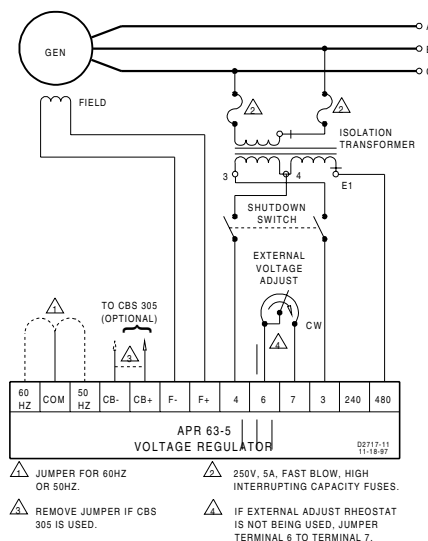 A
B
C
GEN
FIELD
2
2
ISOLATION
TRANSFORMER
3
4
E1
SHUTDOWN
SWITCH
EXTERNAL
VOLTAGE
ADJUST
1
TO CBS 305
(OPTIONAL)
3
CW
4
60
HZ
COM
50
HZ
CB-
CB+
F-
F+
4
6
7
3
240
480
APR 63-5
VOLTAGE REGULATOR
D2717-11
11-18-97
1 JUMPER FOR 60HZ
OR 50HZ.
2 250V, 5A, FAST BLOW, HIGH
INTERRUPTING CAPACITY FUSES.
3 REMOVE JUMPER IF CBS
305 IS USED.
4 IF EXTERNAL ADJUST RHEOSTAT
IS NOT BEING USED, JUMPER
TERMINAL 6 TO TERMINAL 7.